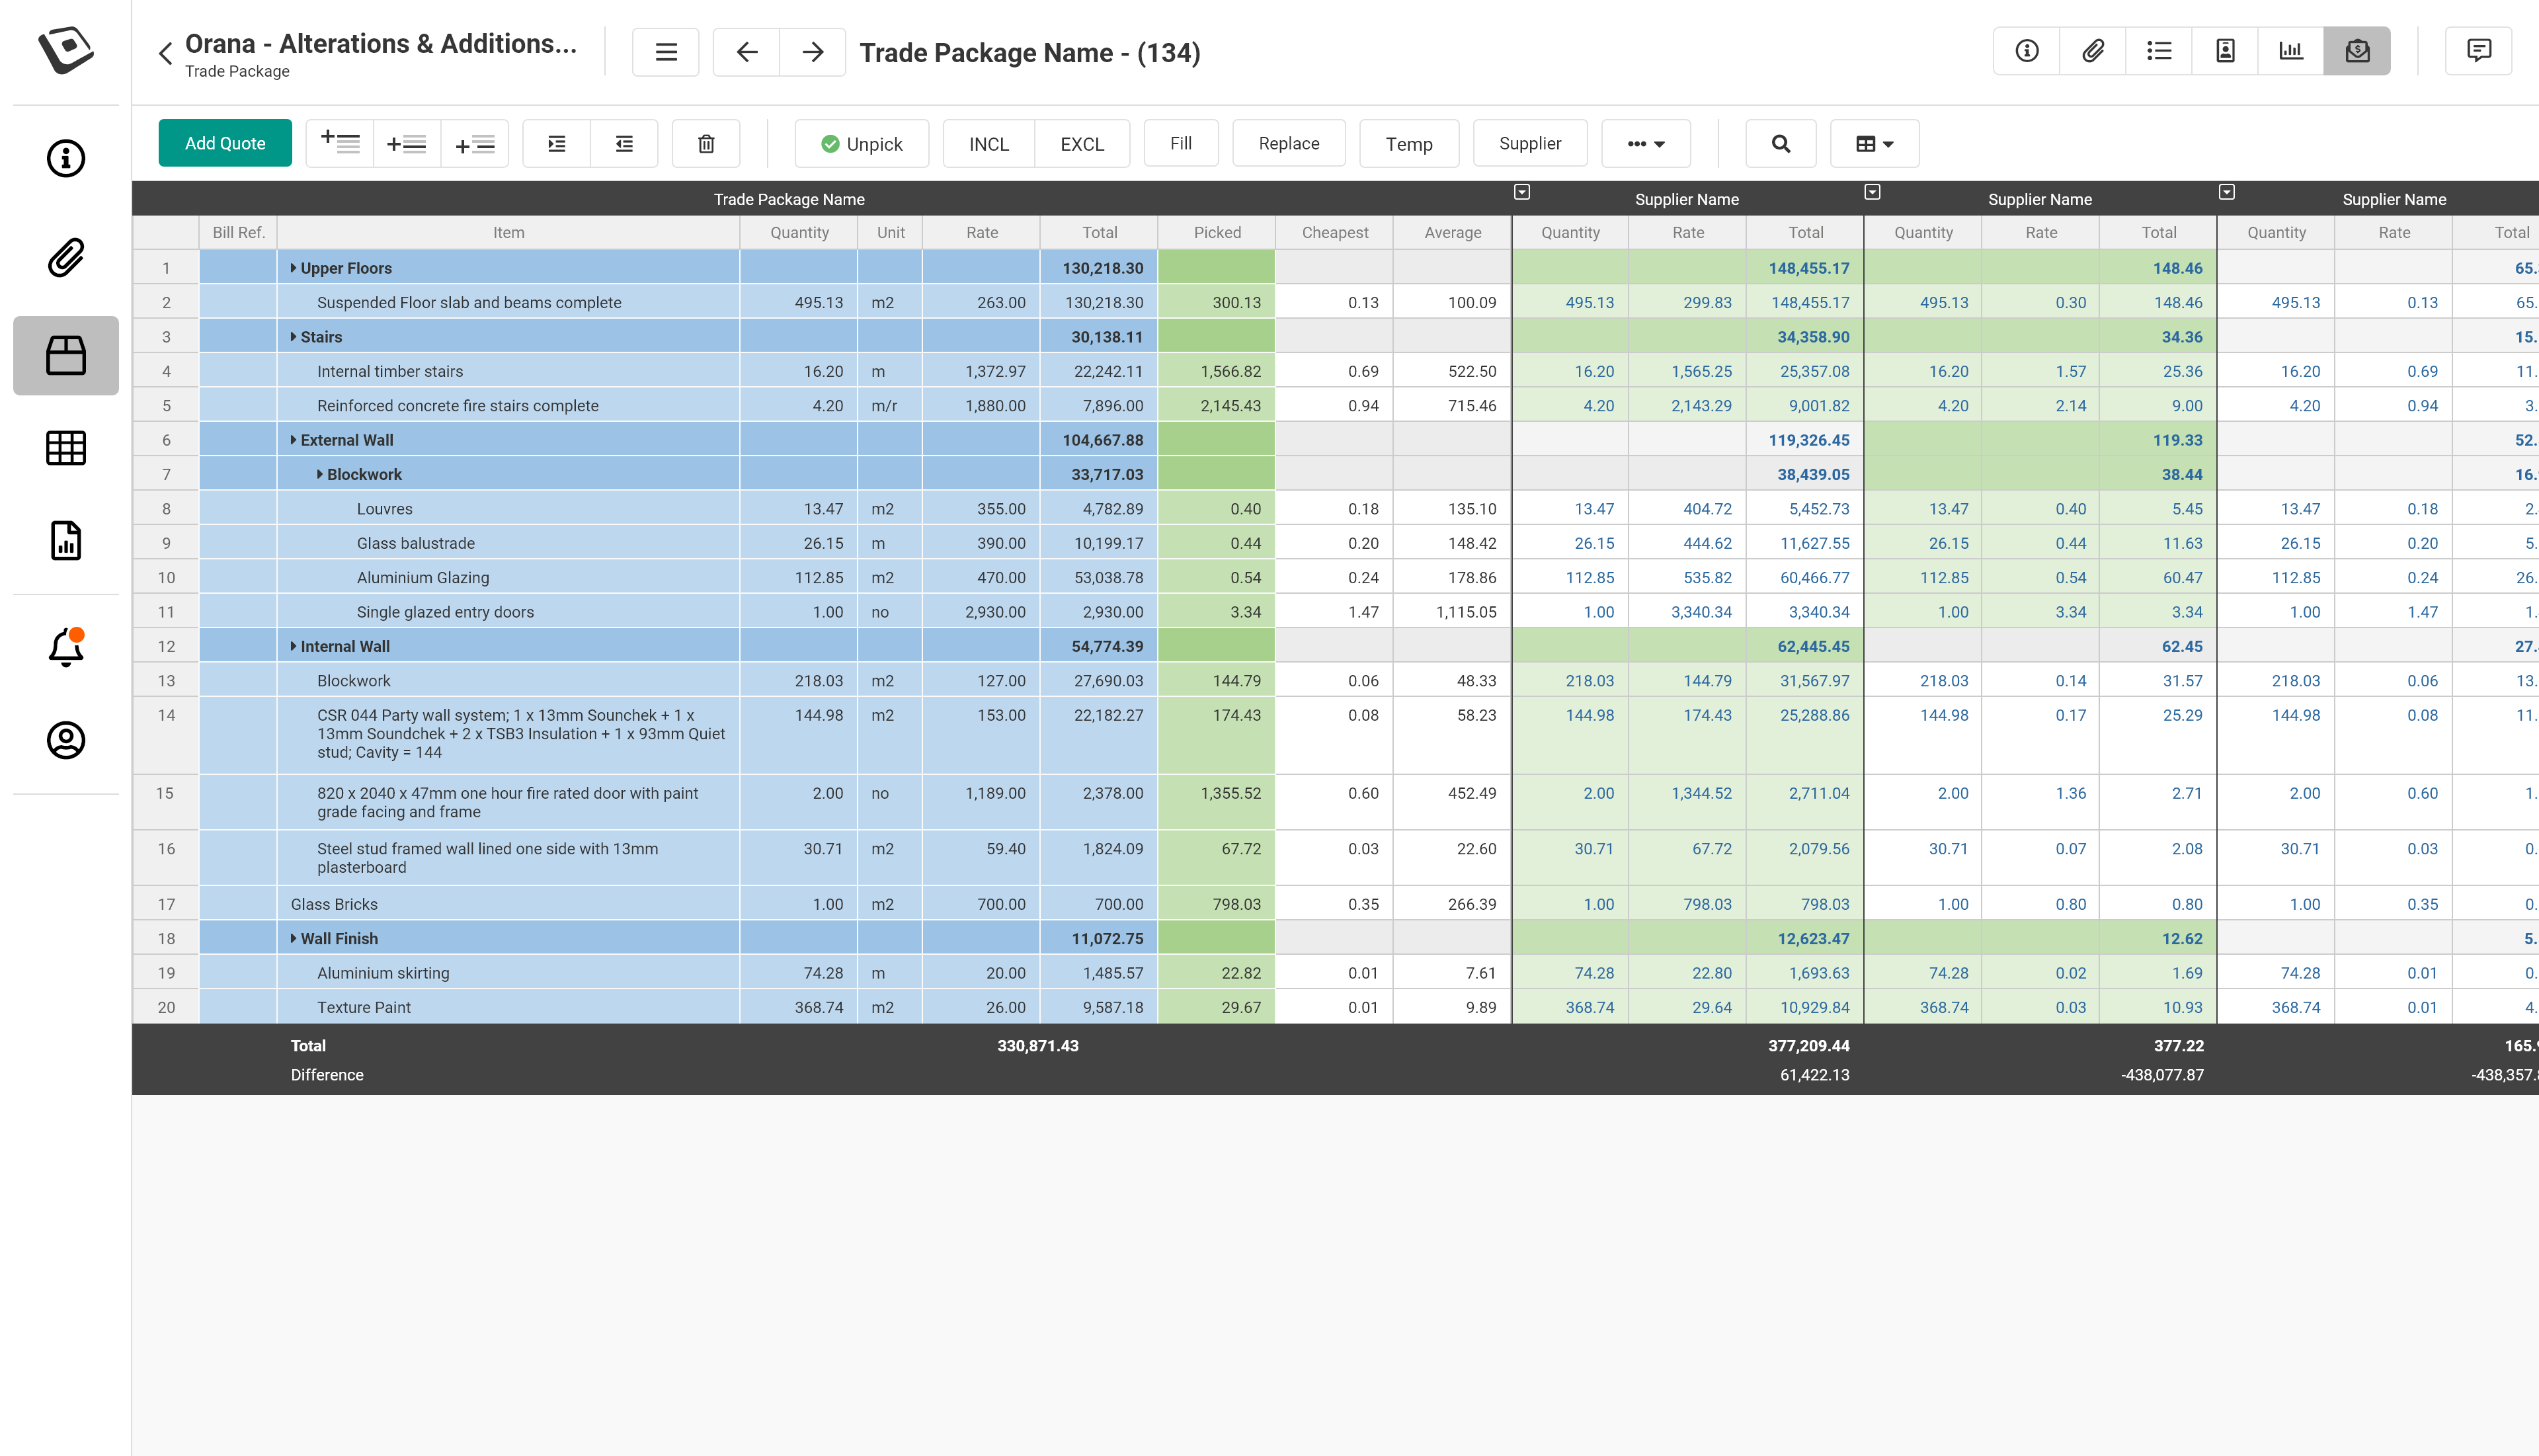 Orana - Alterations & Additions...
Trade Package
Trade Package Name - (134)
Add Quote
Unpick
INCL
EXCL
Fill
Replace
Temp
Supplier
Trade Package Name Supplier Name Supplier Name Supplier Name
Bill Ref. Item Quantity Unit Rate Total Picked Cheapest Average Quantity Rate Total Quantity Rate Total Quantity Rate Total
1 Upper Floors 130,218.30 148,455.17 148.46 65.
2 Suspended Floor slab and beams complete 495.13 m2 263.00 130,218.30 300.13 0.13 100.09 495.13 299.83 148,455.17 495.13 0.30 148.46 495.13 0.13 65.
3 Stairs 30,138.11 34,358.90 34.36 15.
4 Internal timber stairs 16.20 m 1,372.97 22,242.11 1,566.82 0.69 522.50 16.20 1,565.25 25,357.08 16.20 1.57 25.36 16.20 0.69 11.
5 Reinforced concrete fire stairs complete 4.20 m/r 1,880.00 7,896.00 2,145.43 0.94 715.46 4.20 2,143.29 9,001.82 4.20 2.14 9.00 4.20 0.94 3.
6 External Wall 104,667.88 119,326.45 119.33 52.
7 Blockwork 33,717.03 38,439.05 38.44 16.
8 Louvres 13.47 m2 355.00 4,782.89 0.40 0.18 135.10 13.47 404.72 5,452.73 13.47 0.40 5.45 13.47 0.18 2.
9 Glass balustrade 26.15 m 390.00 10,199.17 0.44 0.20 148.42 26.15 444.62 11,627.55 26.15 0.44 11.63 26.15 0.20 5.
10 Aluminium Glazing 112.85 m2 470.00 53,038.78 0.54 0.24 178.86 112.85 535.82 60,466.77 112.85 0.54 60.47 112.85 0.24 26.
11 Single glazed entry doors 1.00 no 2,930.00 2,930.00 3.34 1.47 1,115.05 1.00 3,340.34 3,340.34 1.00 3.34 3.34 1.00 1.47 1.
12 Internal Wall 54,774.39 62,445.45 62.45 27.
13 Blockwork 218.03 m2 127.00 27,690.03 144.79 0.06 48.33 218.03 144.79 31,567.97 218.03 0.14 31.57 218.03 0.06 13.
14 CSR 044 Party wall system; 1 x 13mm Sounchek + 1 x 144.98 m2 153.00 22,182.27 174.43 0.08 58.23 144.98 174.43 25,288.86 144.98 0.17 25.29 144.98 0.08 11.
13mm Soundchek + 2 x TSB3 Insulation + 1 x 93mm Quiet
stud; Cavity = 144
15 820 x 2040 x 47mm one hour fire rated door with paint 2.00 no 1,189.00 2,378.00 1,355.52 0.60 452.49 2.00 1,344.52 2,711.04 2.00 1.36 2.71 2.00 0.60 1.
grade facing and frame
16 Steel stud framed wall lined one side with 13mm 30.71 m2 59.40 1,824.09 67.72 0.03 22.60 30.71 67.72 2,079.56 30.71 0.07 2.08 30.71 0.03 0.
plasterboard
17 Glass Bricks 1.00 m2 700.00 700.00 798.03 0.35 266.39 1.00 798.03 798.03 1.00 0.80 0.80 1.00 0.35 0.
18 Wall Finish 11,072.75 12,623.47 12.62 5.
19 Aluminium skirting 74.28 m 20.00 1,485.57 22.82 0.01 7.61 74.28 22.80 1,693.63 74.28 0.02 1.69 74.28 0.01 0.
20 Texture Paint 368.74 m2 26.00 9,587.18 29.67 0.01 9.89 368.74 29.64 10,929.84 368.74 0.03 10.93 368.74 0.01 4.
Total 330,871.43 377,209.44 377.22 165.
Difference 61,422.13 -438,077.87 -438,357.